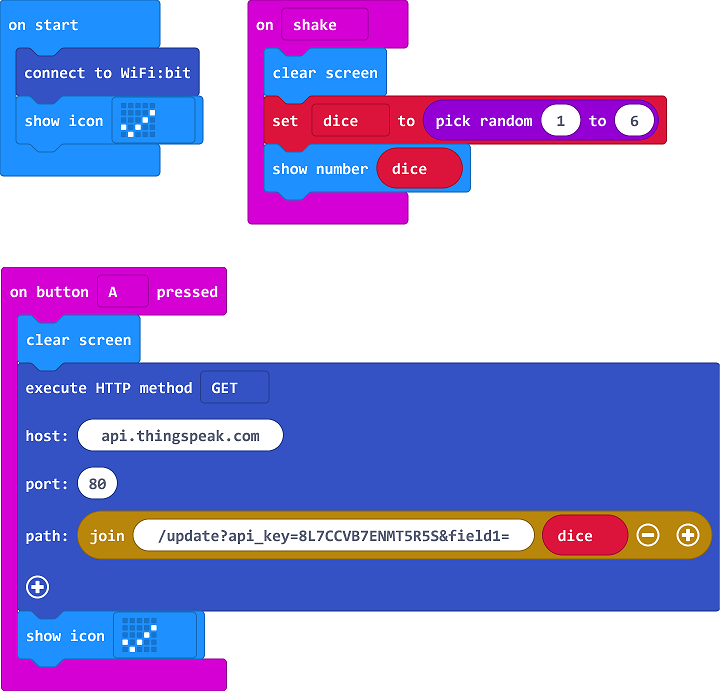 on start
connect to WiFi:bit
show icon
on shake
clear screen
set dice to pick random 1 to 6
show number dice
on button A pressed
clear screen
execute HTTP method GET
host: api.thingspeak.com
port: 80
path: join /update?api_key=8L7CCVB7ENMT5R5S&field1= dice
show icon